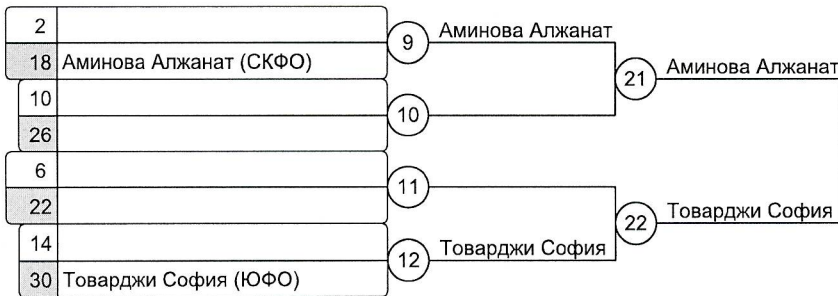 2
9 Аминова Алжанат
18 Аминова Алжанат (СКФО)
21 Аминова Алжанат
10
10
26
6
11
22
22 Товарджи София
14
12 Товарджи София
30 Товарджи София (ЮФО)